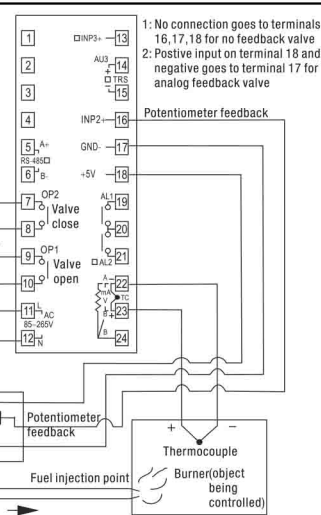 1: No connection goes to terminals
16,17,18 for no feedback valve
2: Postive input on terminal 18 and
negative goes to terminal 17 for
analog feedback valve
1
INP3+
13
2
AU3
+
14
TRS
3
-
15
4
INP2+
16
Potentiometer feedback
5
A+
GND-
17
RS-485
6
B-
+5V
18
7
OP2
AL1
19
Valve
close
8
20
9
OP1
21
Valve
open
AL2
10
A
22
mA
V
TC
11
L
AC
B
23
85~265V
12
N
B
24
Potentiometer
feedback
+
-
Thermocouple
Fuel injection point
Burner(object
being
controlled)